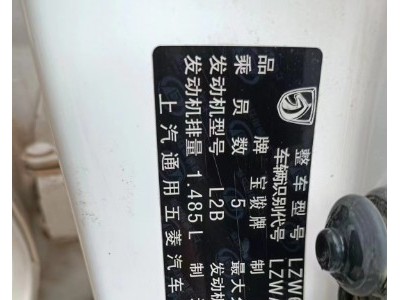 整车型号 LZW
车辆识别代号 LZWA
品 牌 宝骏牌 制
乘员数 5 最大
发动机型号 L2B 发动机
发动机排量 1.485L 制
上汽通用五菱汽车